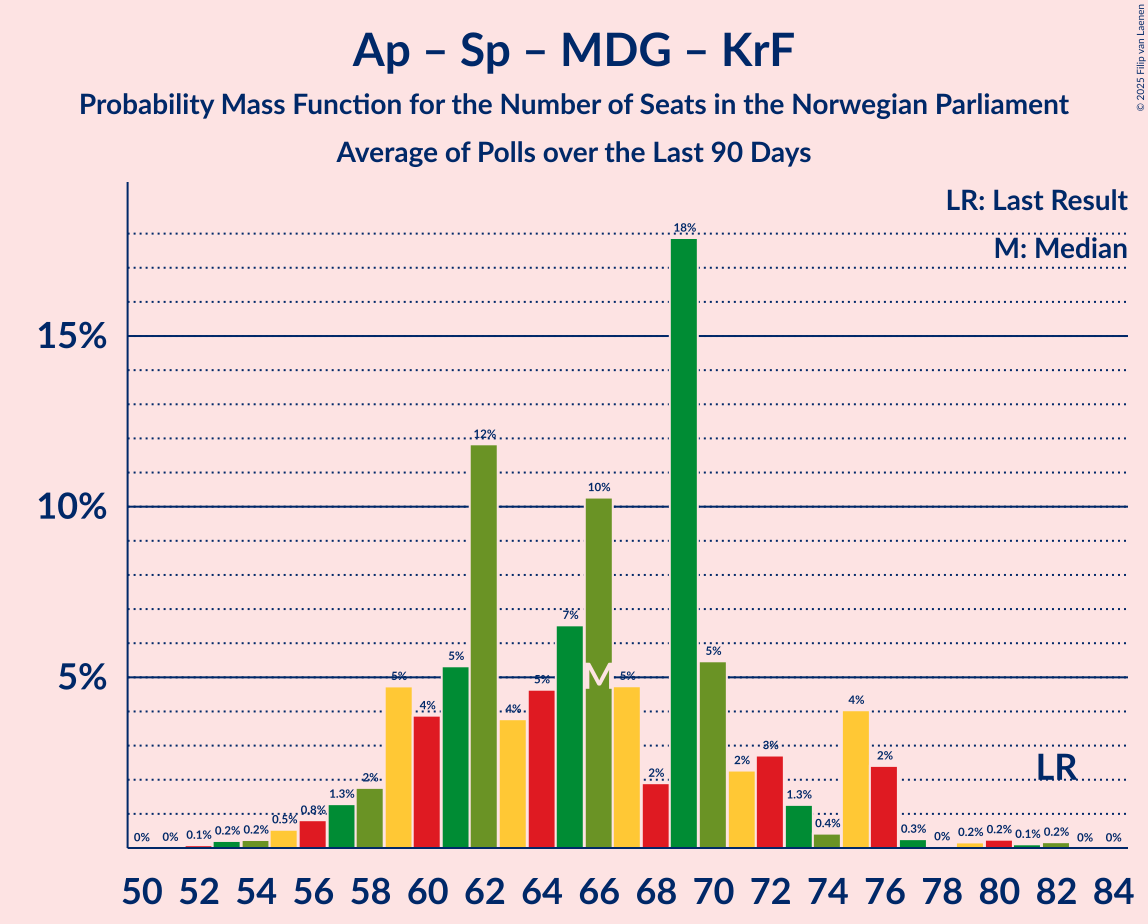 Ap – Sp – MDG – KrF
Probability Mass Function for the Number of Seats in the Norwegian Parliament
Average of Polls over the Last 90 Days
© 2025 Filip van Laenen
LR: Last Result
M: Median
15%
10%
5%
0% 0% 0.1% 0.2% 0.2% 0.5% 0.8% 1.3% 2% 5% 4% 5% 12% 4% 5% 7% 10% 5% 2% 18% 5% 2% 3% 1.3% 0.4% 4% 2% 0.3% 0% 0.2% 0.2% 0.1% 0.2% 0% 0%
M
LR
50 52 54 56 58 60 62 64 66 68 70 72 74 76 78 80 82 84